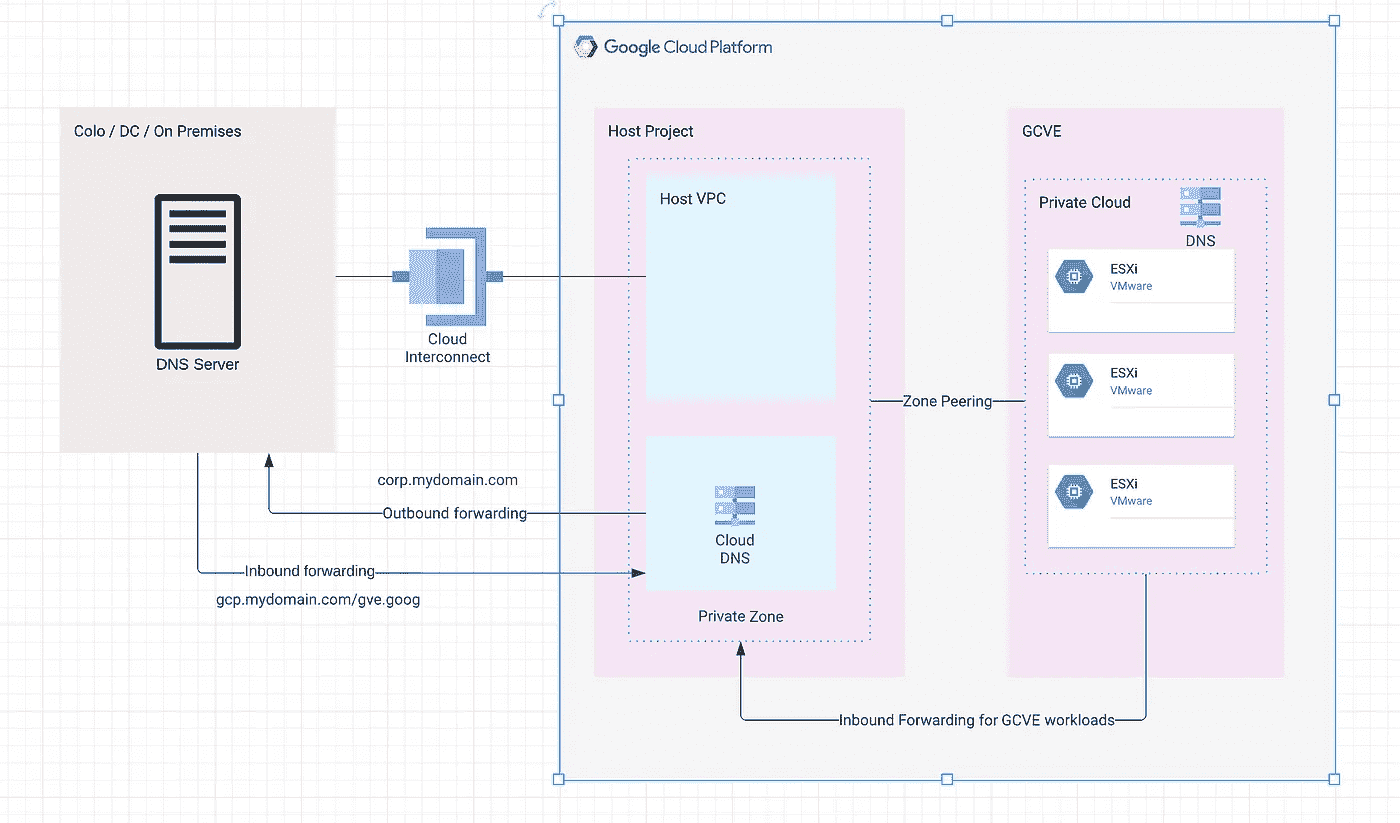 Google Cloud Platform
Colo / DC / On Premises
DNS Server
Cloud
Interconnect
Host Project
Host VPC
Cloud
DNS
Private Zone
GCVE
Private Cloud
DNS
ESXi
VMware
ESXi
VMware
ESXi
VMware
Zone Peering
corp.mydomain.com
Outbound forwarding
Inbound forwarding
gcp.mydomain.com/gve.goog
Inbound Forwarding for GCVE workloads